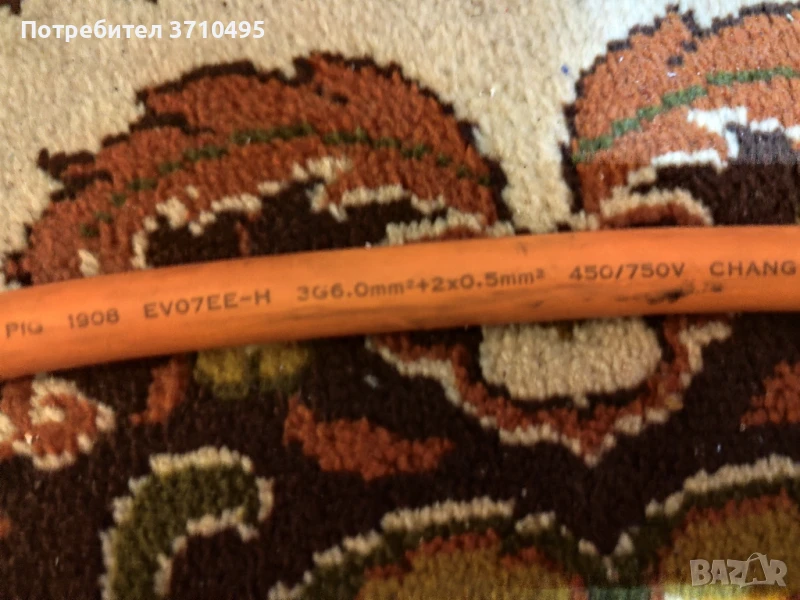 Потребител 3710495
PIG 1908 EV07EE-H 3G6.0mm²+2x0.5mm² 450/750V CHANG
BAZAR